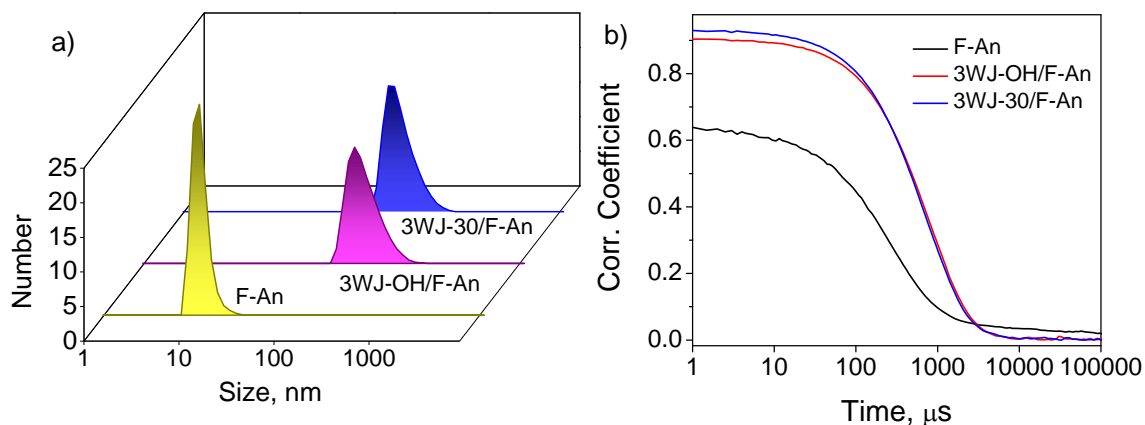 a)
Number
25
20
15
10
5
0
1
10
100
1000
Size, nm
F-An
3WJ-OH/F-An
3WJ-30/F-An
b)
Corr. Coefficient
0.8
0.6
0.4
0.2
0.0
1
10
100
1000
10000
100000
Time, μs
F-An
3WJ-OH/F-An
3WJ-30/F-An